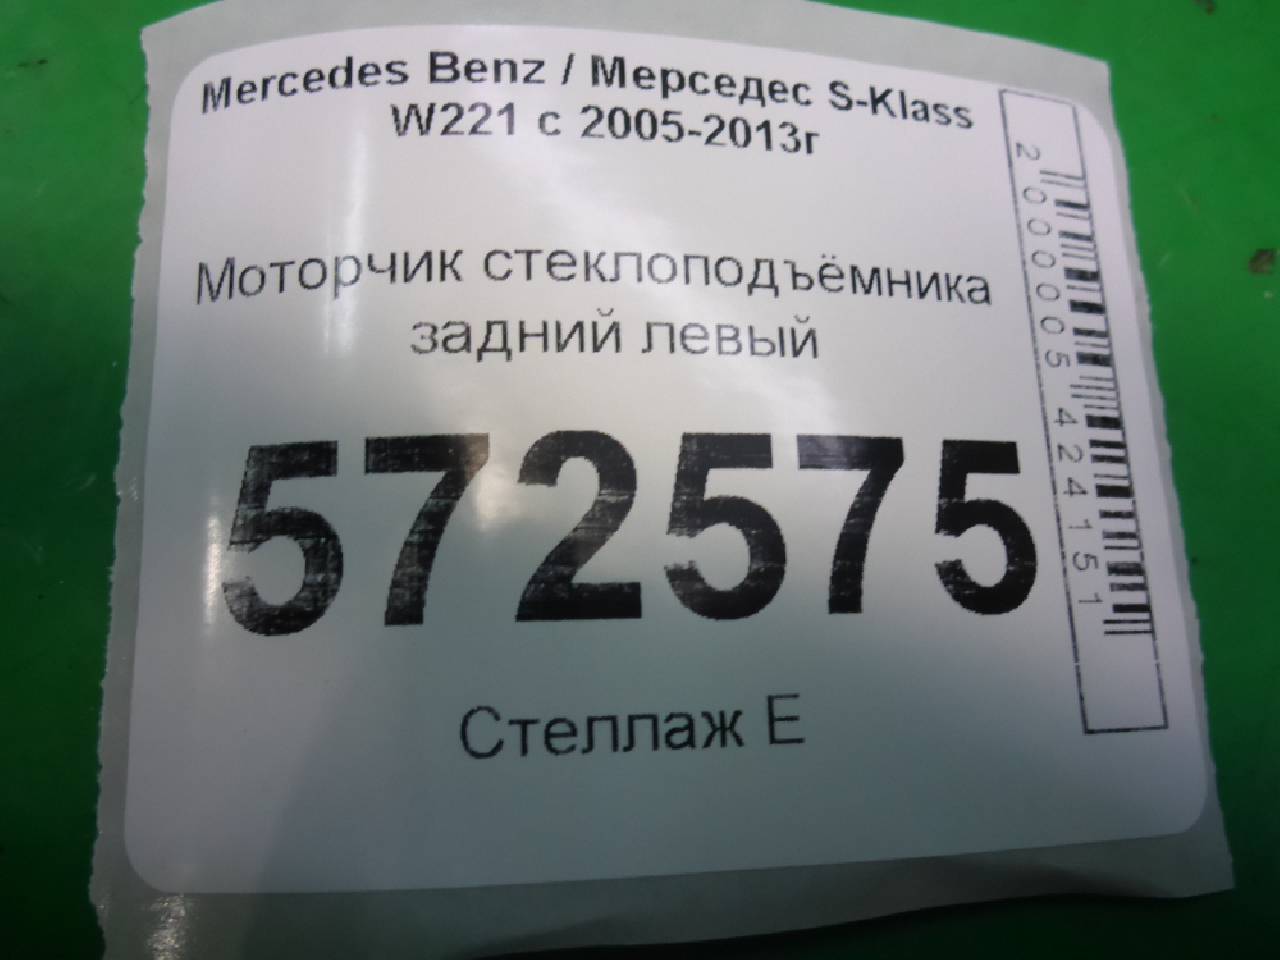 Mercedes Benz / Мерседес S-Klass
W221 с 2005-2013г
Моторчик стеклоподъёмника
задний левый
572575
Стеллаж Е
2000005424151